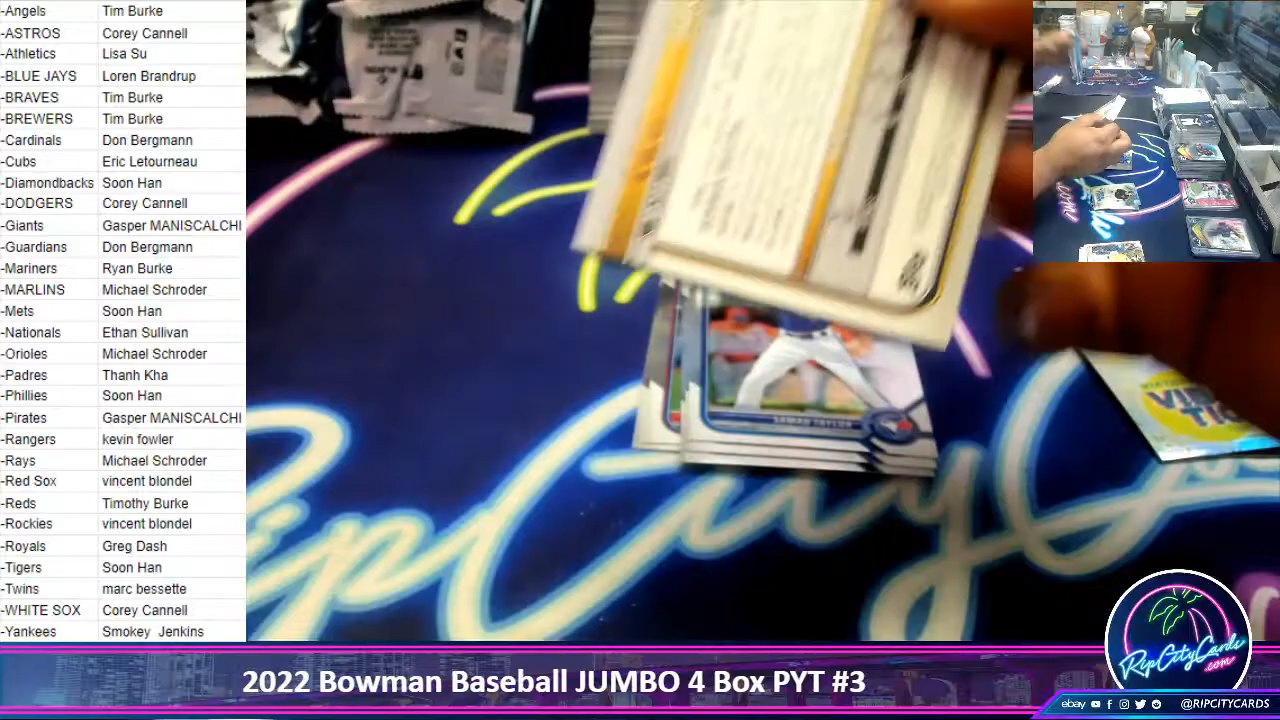 -Angels Tim Burke
-ASTROS Corey Cannell
-Athletics Lisa Su
-BLUE JAYS Loren Brandrup
-BRAVES Tim Burke
-BREWERS Tim Burke
-Cardinals Don Bergmann
-Cubs Eric Letourneau
-Diamondbacks Soon Han
-DODGERS Corey Cannell
-Giants Gasper MANISCALCHI
-Guardians Don Bergmann
-Mariners Ryan Burke
-MARLINS Michael Schroder
-Mets Soon Han
-Nationals Ethan Sullivan
-Orioles Michael Schroder
-Padres Thanh Kha
-Phillies Soon Han
-Pirates Gasper MANISCALCHI
-Rangers kevin fowler
-Rays Michael Schroder
-Red Sox vincent blondel
-Reds Timothy Burke
-Rockies vincent blondel
-Royals Greg Dash
-Tigers Soon Han
-Twins marc bessette
-WHITE SOX Corey Cannell
-Yankees Smokey Jenkins
SAMAD TAYLOR
RipCityC
RipCityCards
.com
2022 Bowman Baseball JUMBO 4 Box PYT #3
ebay
@RIPCITYCARDS